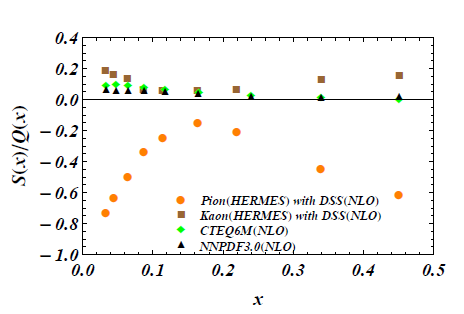 0.4
0.2
0.0
−0.2
−0.4
−0.6
−0.8
−1.0
S(x)/Q(x)
Pion(HERMES) with DSS(NLO)
Kaon(HERMES) with DSS(NLO)
CTEQ6M(NLO)
NNPDF3.0(NLO)
0.0 0.1 0.2 0.3 0.4 0.5
x